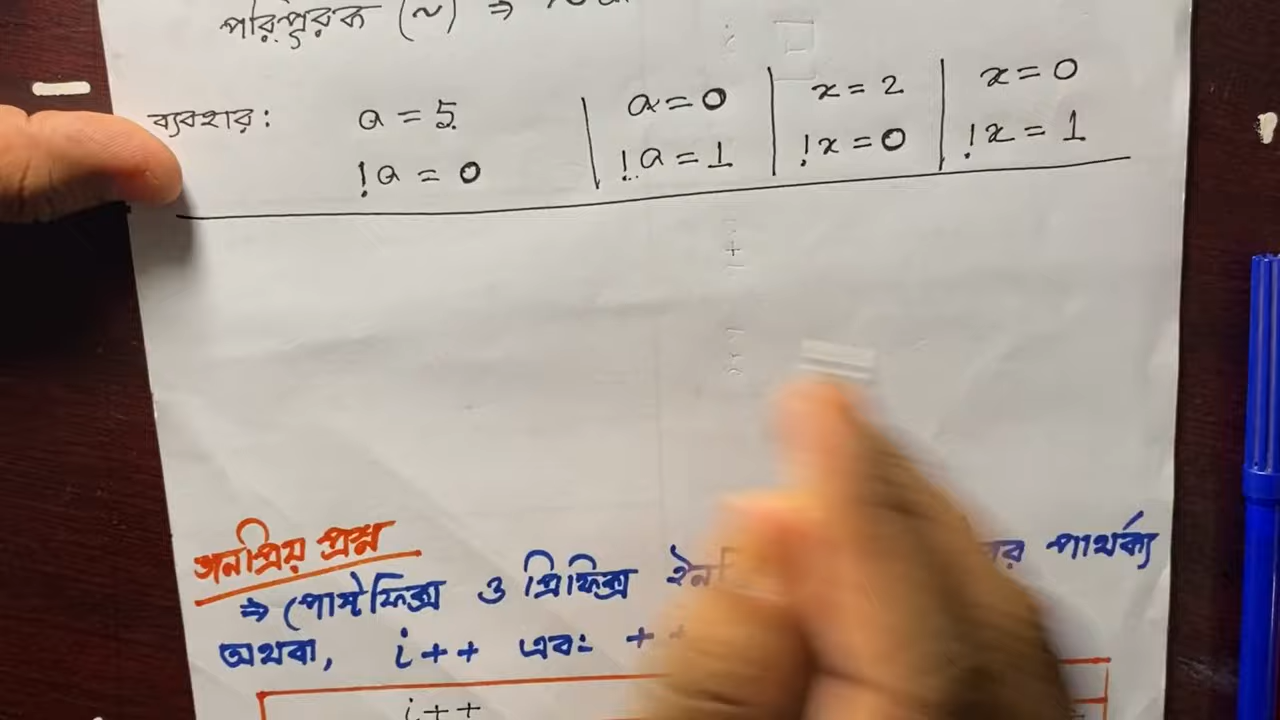 পরিপূরক (~) ⇒
ব্যবহার: a = 5 | a = 0 | x = 2 | x = 0
!a = 0 | !a = 1 | !x = 0 | !x = 1
জনপ্রিয় প্রশ্ন
⇒ পোস্টফিক্স ও প্রিফিক্স পার্থক্য
অথবা, i++ এবং +
i++